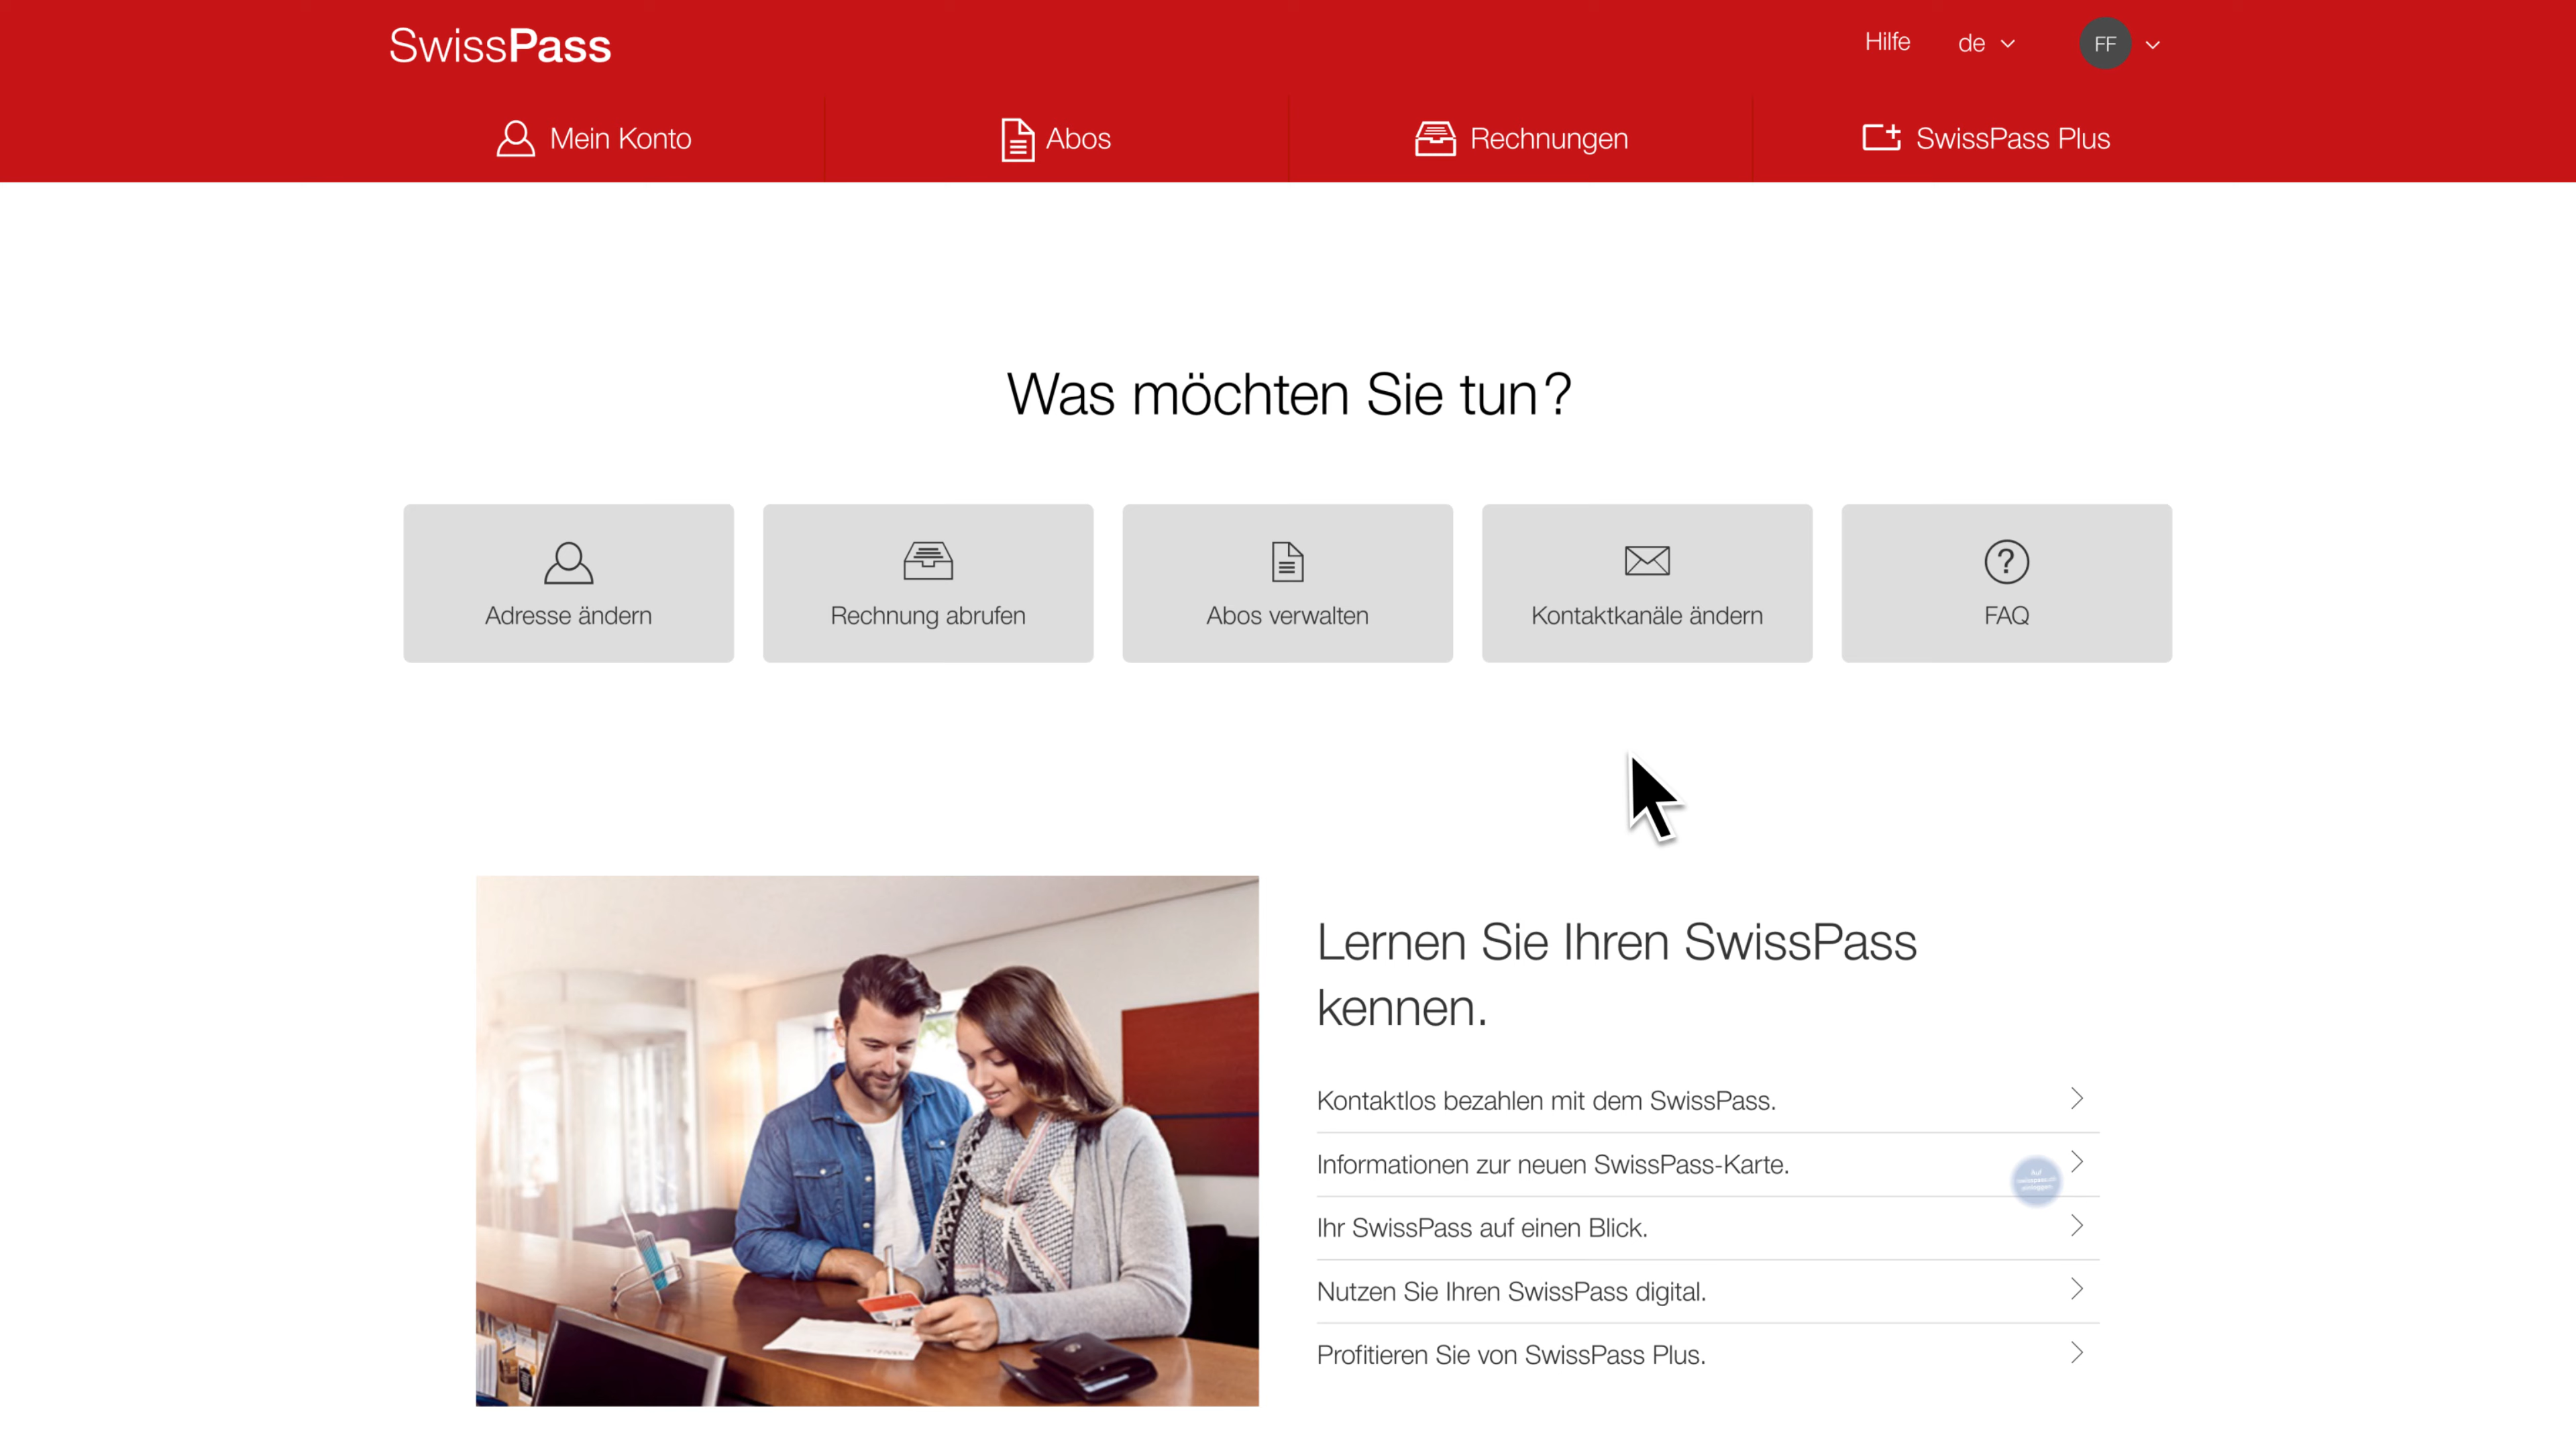 SwissPass
Hilfe
de
FF
Mein Konto
Abos
Rechnungen
SwissPass Plus
Was möchten Sie tun?
Adresse ändern
Rechnung abrufen
Abos verwalten
Kontaktkanäle ändern
FAQ
Lernen Sie Ihren SwissPass
kennen.
Kontaktlos bezahlen mit dem SwissPass.
Informationen zur neuen SwissPass-Karte.
Ihr SwissPass auf einen Blick.
Nutzen Sie Ihren SwissPass digital.
Profitieren Sie von SwissPass Plus.